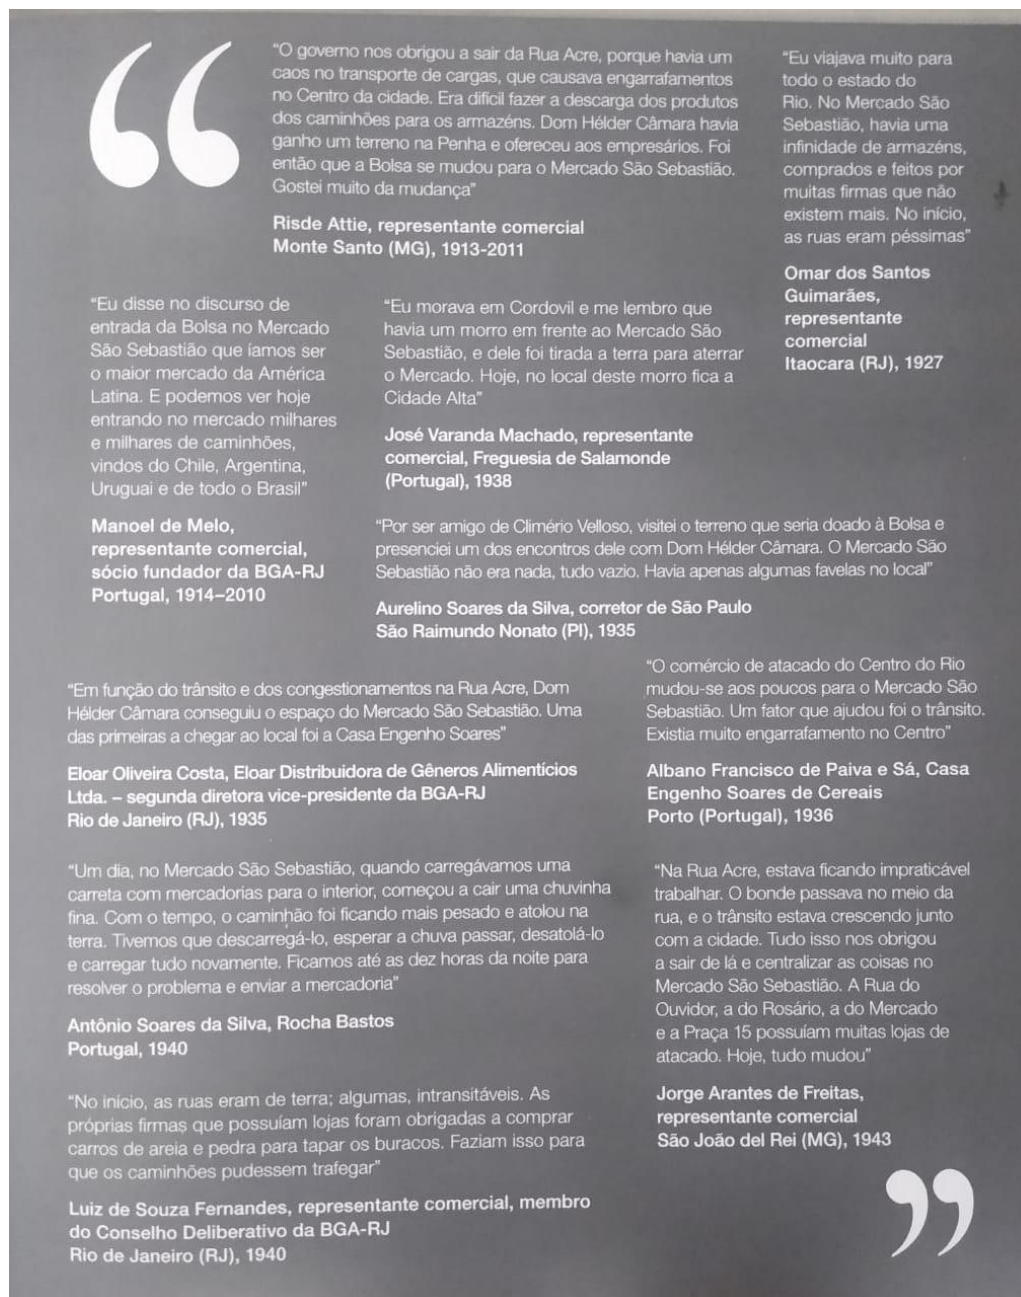 “O governo nos obrigou a sair da Rua Acre, porque havia um
caos no transporte de cargas, que causava engarrafamentos
no Centro da cidade. Era difícil fazer a descarga dos produtos
dos caminhões para os armazéns. Dom Hélder Câmara havia
ganho um terreno na Penha e ofereceu aos empresários. Foi
então que a Bolsa se mudou para o Mercado São Sebastião.
Gostei muito da mudança”
Risde Attie, representante comercial
Monte Santo (MG), 1913-2011
“Eu viajava muito para
todo o estado do
Rio. No Mercado São
Sebastião, havia uma
infinidade de armazéns,
comprados e feitos por
muitas firmas que não
existem mais. No início,
as ruas eram péssimas”
Omar dos Santos
Guimarães,
representante
comercial
Itaocara (RJ), 1927
“Eu disse no discurso de
entrada da Bolsa no Mercado
São Sebastião que íamos ser
o maior mercado da América
Latina. E podemos ver hoje
entrando no mercado milhares
e milhares de caminhões,
vindos do Chile, Argentina,
Uruguai e de todo o Brasil”
Manoel de Melo,
representante comercial,
sócio fundador da BGA-RJ
Portugal, 1914–2010
“Eu morava em Cordovil e me lembro que
havia um morro em frente ao Mercado São
Sebastião, e dele foi tirada a terra para aterrar
o Mercado. Hoje, no local deste morro fica a
Cidade Alta”
José Varanda Machado, representante
comercial, Freguesia de Salamonde
(Portugal), 1938
“Por ser amigo de Climério Velloso, visitei o terreno que seria doado à Bolsa e
presenciei um dos encontros dele com Dom Hélder Câmara. O Mercado São
Sebastião não era nada, tudo vazio. Havia apenas algumas favelas no local”
Aurelino Soares da Silva, corretor de São Paulo
São Raimundo Nonato (PI), 1935
“Em função do trânsito e dos congestionamentos na Rua Acre, Dom
Hélder Câmara conseguiu o espaço do Mercado São Sebastião. Uma
das primeiras a chegar ao local foi a Casa Engenho Soares”
Eloar Oliveira Costa, Eloar Distribuidora de Gêneros Alimentícios
Ltda. – segunda diretora vice-presidente da BGA-RJ
Rio de Janeiro (RJ), 1935
“O comércio de atacado do Centro do Rio
mudou-se aos poucos para o Mercado São
Sebastião. Um fator que ajudou foi o trânsito.
Existia muito engarrafamento no Centro”
Albano Francisco de Paiva e Sá, Casa
Engenho Soares de Cereais
Porto (Portugal), 1936
“Um dia, no Mercado São Sebastião, quando carregávamos uma
carreta com mercadorias para o interior, começou a cair uma chuvinha
fina. Com o tempo, o caminhão foi ficando mais pesado e atolou na
terra. Tivemos que descarregá-lo, esperar a chuva passar, desatolá-lo
e carregar tudo novamente. Ficamos até as dez horas da noite para
resolver o problema e enviar a mercadoria”
Antônio Soares da Silva, Rocha Bastos
Portugal, 1940
“Na Rua Acre, estava ficando impraticável
trabalhar. O bonde passava no meio da
rua, e o trânsito estava crescendo junto
com a cidade. Tudo isso nos obrigou
a sair de lá e centralizar as coisas no
Mercado São Sebastião. A Rua do
Ouvidor, a do Rosário, a do Mercado
e a Praça 15 possuíam muitas lojas de
atacado. Hoje, tudo mudou”
Jorge Arantes de Freitas,
representante comercial
São João del Rei (MG), 1943
“No início, as ruas eram de terra; algumas, intransitáveis. As
próprias firmas que possuíam lojas foram obrigadas a comprar
carros de areia e pedra para tapar os buracos. Faziam isso para
que os caminhões pudessem trafegar”
Luiz de Souza Fernandes, representante comercial, membro
do Conselho Deliberativo da BGA-RJ
Rio de Janeiro (RJ), 1940